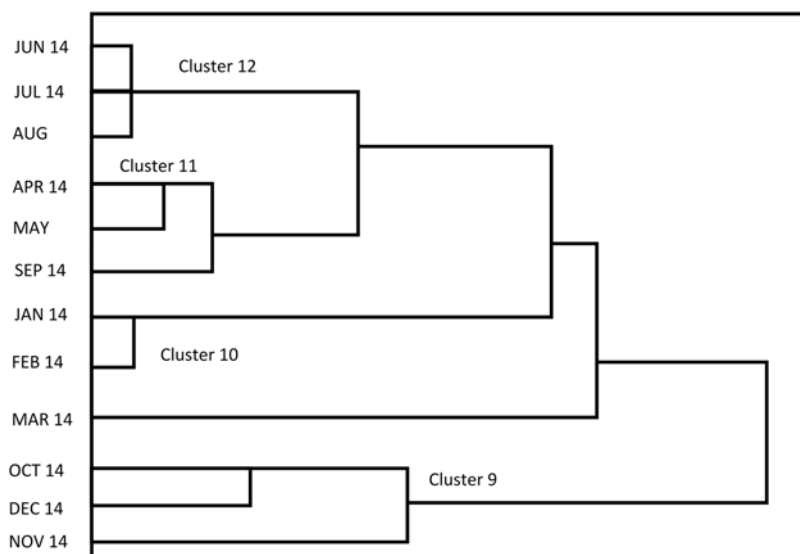 JUN 14
Cluster 12
JUL 14
AUG
Cluster 11
APR 14
MAY
SEP 14
JAN 14
Cluster 10
FEB 14
MAR 14
OCT 14
Cluster 9
DEC 14
NOV 14